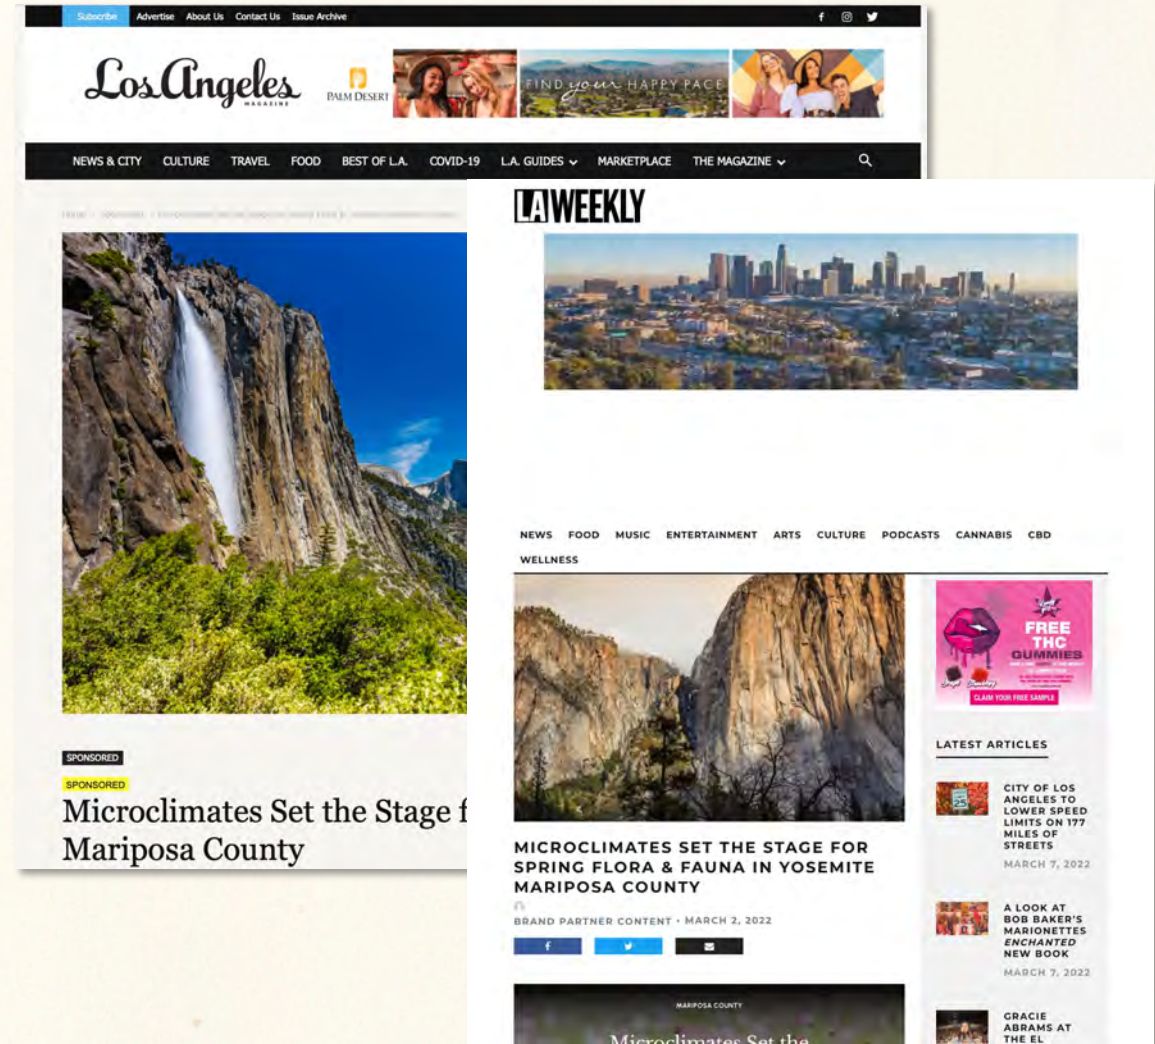 Subscribe Advertise About Us Contact Us Issue Archive
Los Angeles
MAGAZINE
PALM DESERT
FIND your HAPPY PACE
NEWS & CITY CULTURE TRAVEL FOOD BEST OF L.A. COVID-19 L.A. GUIDES MARKETPLACE THE MAGAZINE
SPONSORED
SPONSORED
Microclimates Set the Stage f
Mariposa County
LA WEEKLY
NEWS FOOD MUSIC ENTERTAINMENT ARTS CULTURE PODCASTS CANNABIS CBD
WELLNESS
MICROCLIMATES SET THE STAGE FOR
SPRING FLORA & FAUNA IN YOSEMITE
MARIPOSA COUNTY
BRAND PARTNER CONTENT • MARCH 2, 2022
MARIPOSA COUNTY
Microclimates Set the
FREE
THC
GUMMIES
CLAIM YOUR FREE SAMPLE
LATEST ARTICLES
CITY OF LOS
ANGELES TO
LOWER SPEED
LIMITS ON 177
MILES OF
STREETS
MARCH 7, 2022
A LOOK AT
BOB BAKER'S
MARIONETTES
ENCHANTED
NEW BOOK
MARCH 7, 2022
GRACIE
ABRAMS AT
THE EL